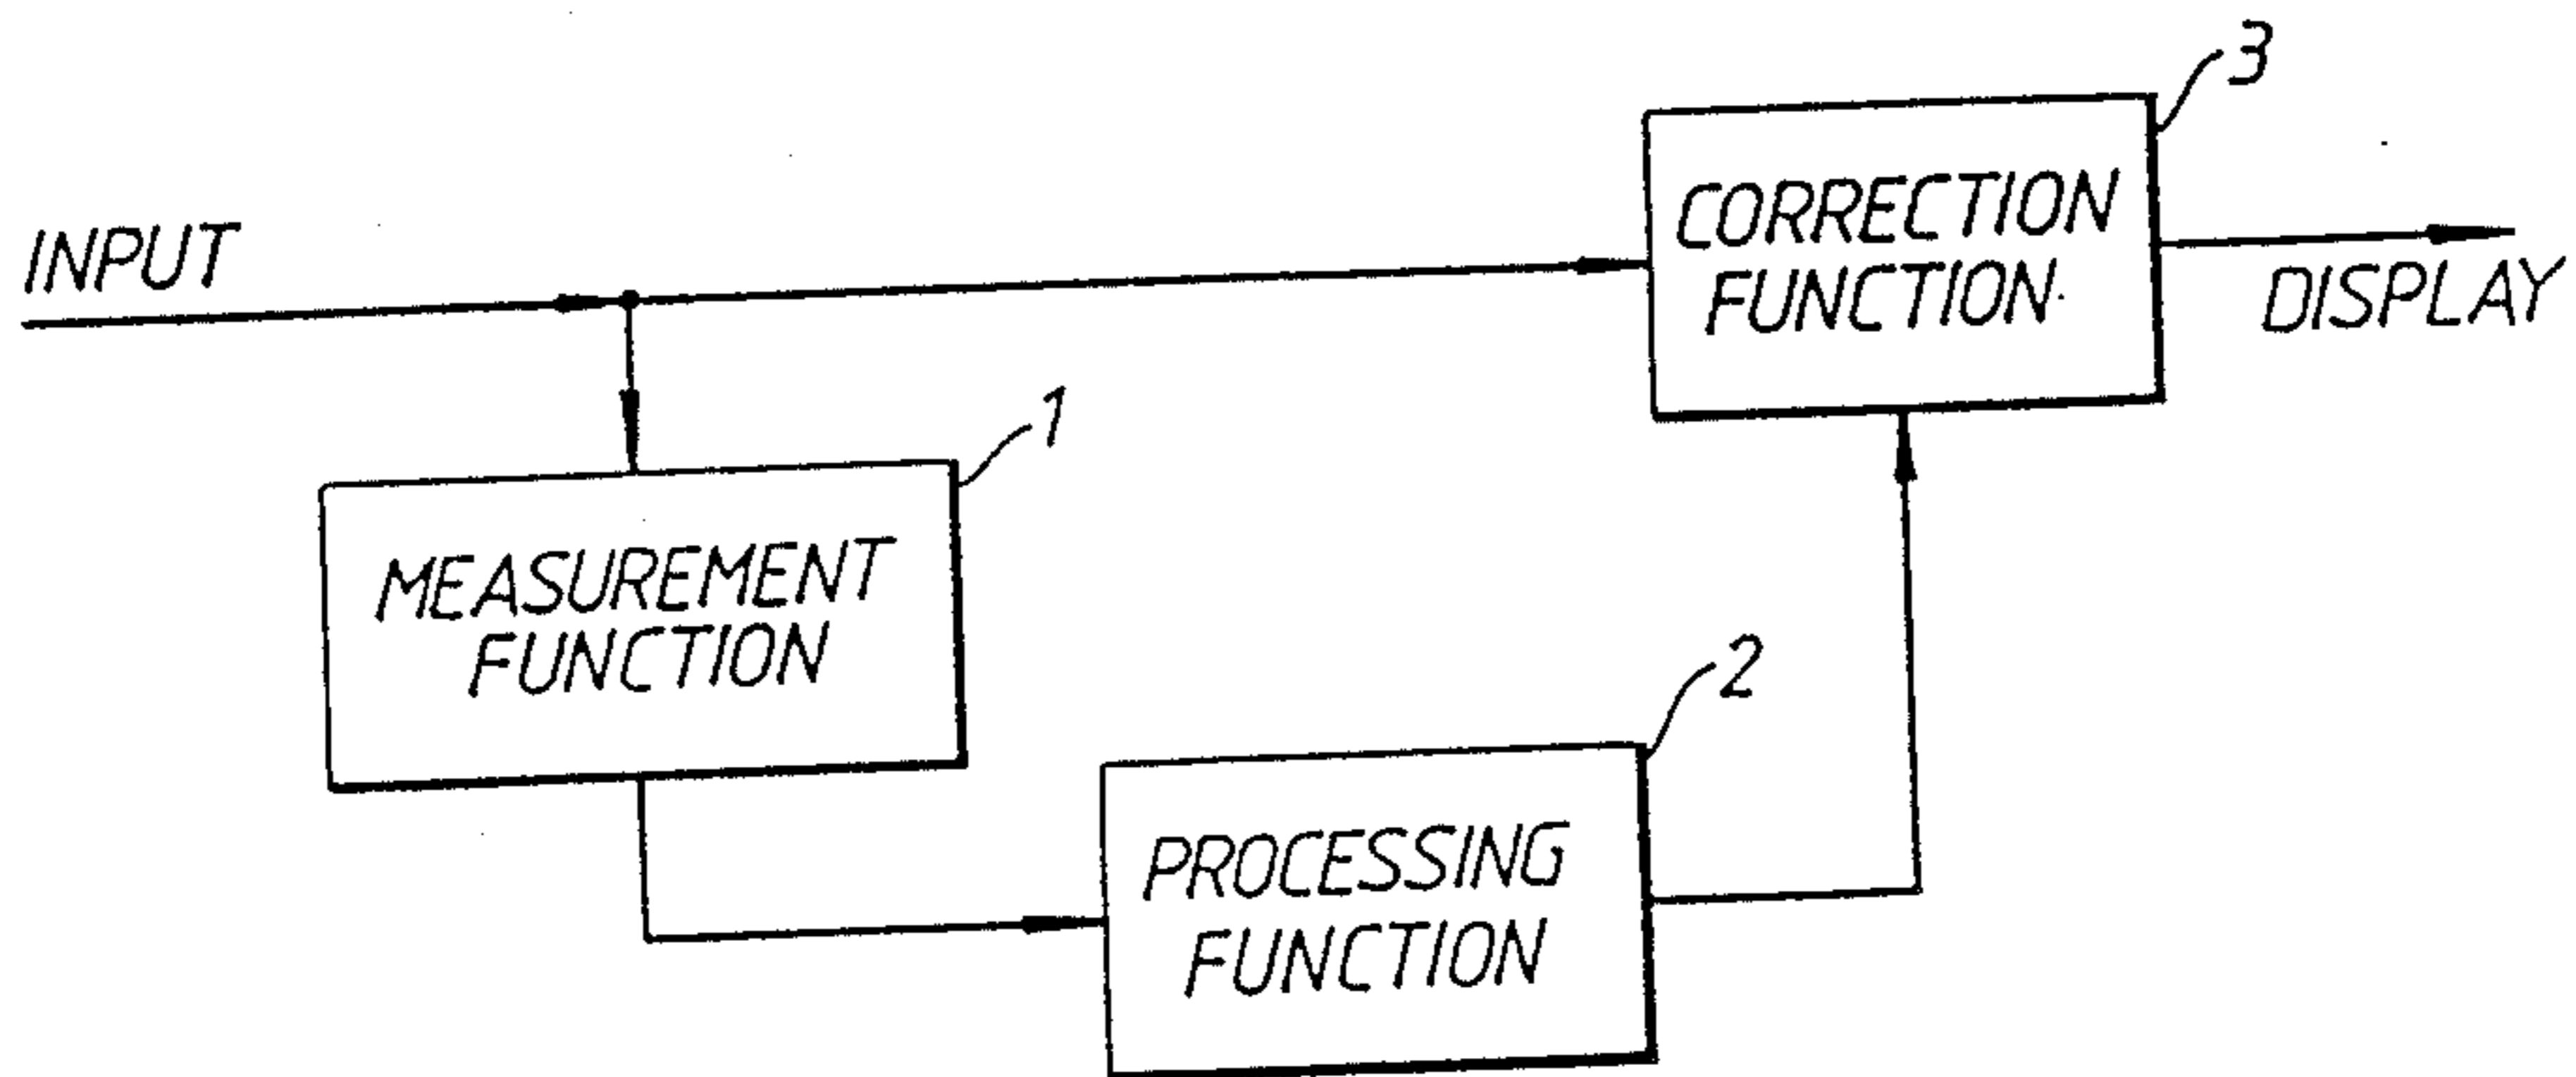 3
INPUT
CORRECTION
FUNCTION
DISPLAY
1
MEASUREMENT
FUNCTION
2
PROCESSING
FUNCTION